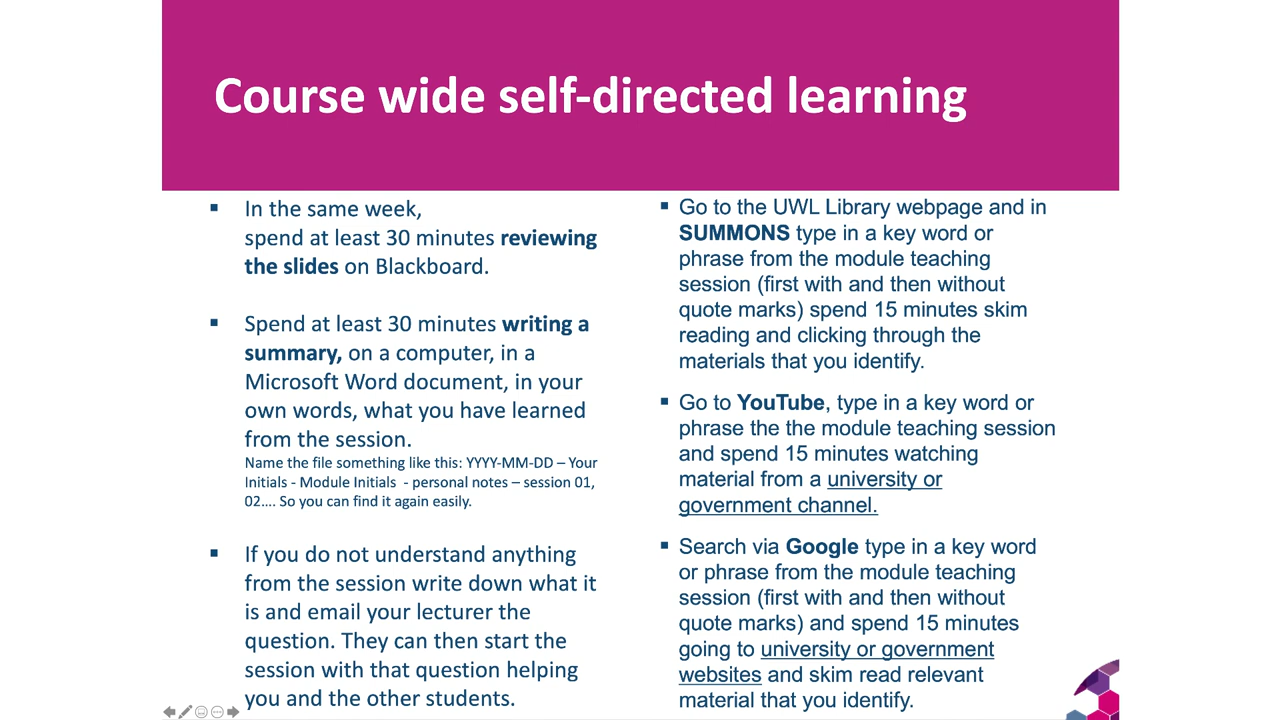 Course wide self-directed learning
▪ In the same week,
spend at least 30 minutes reviewing
the slides on Blackboard.
▪ Spend at least 30 minutes writing a
summary, on a computer, in a
Microsoft Word document, in your
own words, what you have learned
from the session.
Name the file something like this: YYYY-MM-DD – Your
Initials - Module Initials - personal notes – session 01,
02.... So you can find it again easily.
▪ If you do not understand anything
from the session write down what it
is and email your lecturer the
question. They can then start the
session with that question helping
you and the other students.
▪ Go to the UWL Library webpage and in
SUMMONS type in a key word or
phrase from the module teaching
session (first with and then without
quote marks) spend 15 minutes skim
reading and clicking through the
materials that you identify.
▪ Go to YouTube, type in a key word or
phrase the the module teaching session
and spend 15 minutes watching
material from a university or
government channel.
▪ Search via Google type in a key word
or phrase from the module teaching
session (first with and then without
quote marks) and spend 15 minutes
going to university or government
websites and skim read relevant
material that you identify.